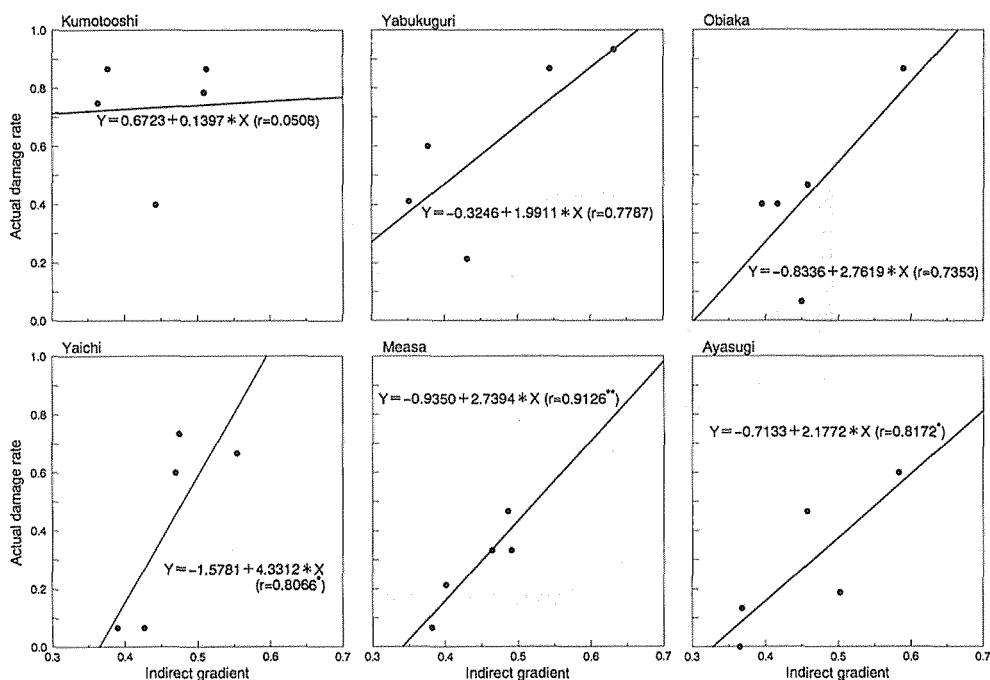 Kumotooshi
Yabukuguri
Obiaka
1.0
0.8
0.6
0.4
0.2
0.0
Actual damage rate
Y=0.6723+0.1397*X (r=0.0508)
Y=-0.3246+1.9911*X (r=0.7787)
Y=-0.8336+2.7619*X (r=0.7353)
Yaichi
Measa
Ayasugi
1.0
0.8
0.6
0.4
0.2
0.0
Actual damage rate
Y=-1.5781+4.3312*X
(r=0.8066*)
Y=-0.9350+2.7394*X (r=0.9126**)
Y=-0.7133+2.1772*X (r=0.8172*)
0.3 0.4 0.5 0.6 0.7
0.3 0.4 0.5 0.6 0.7
0.3 0.4 0.5 0.6 0.7
Indirect gradient
Indirect gradient
Indirect gradient